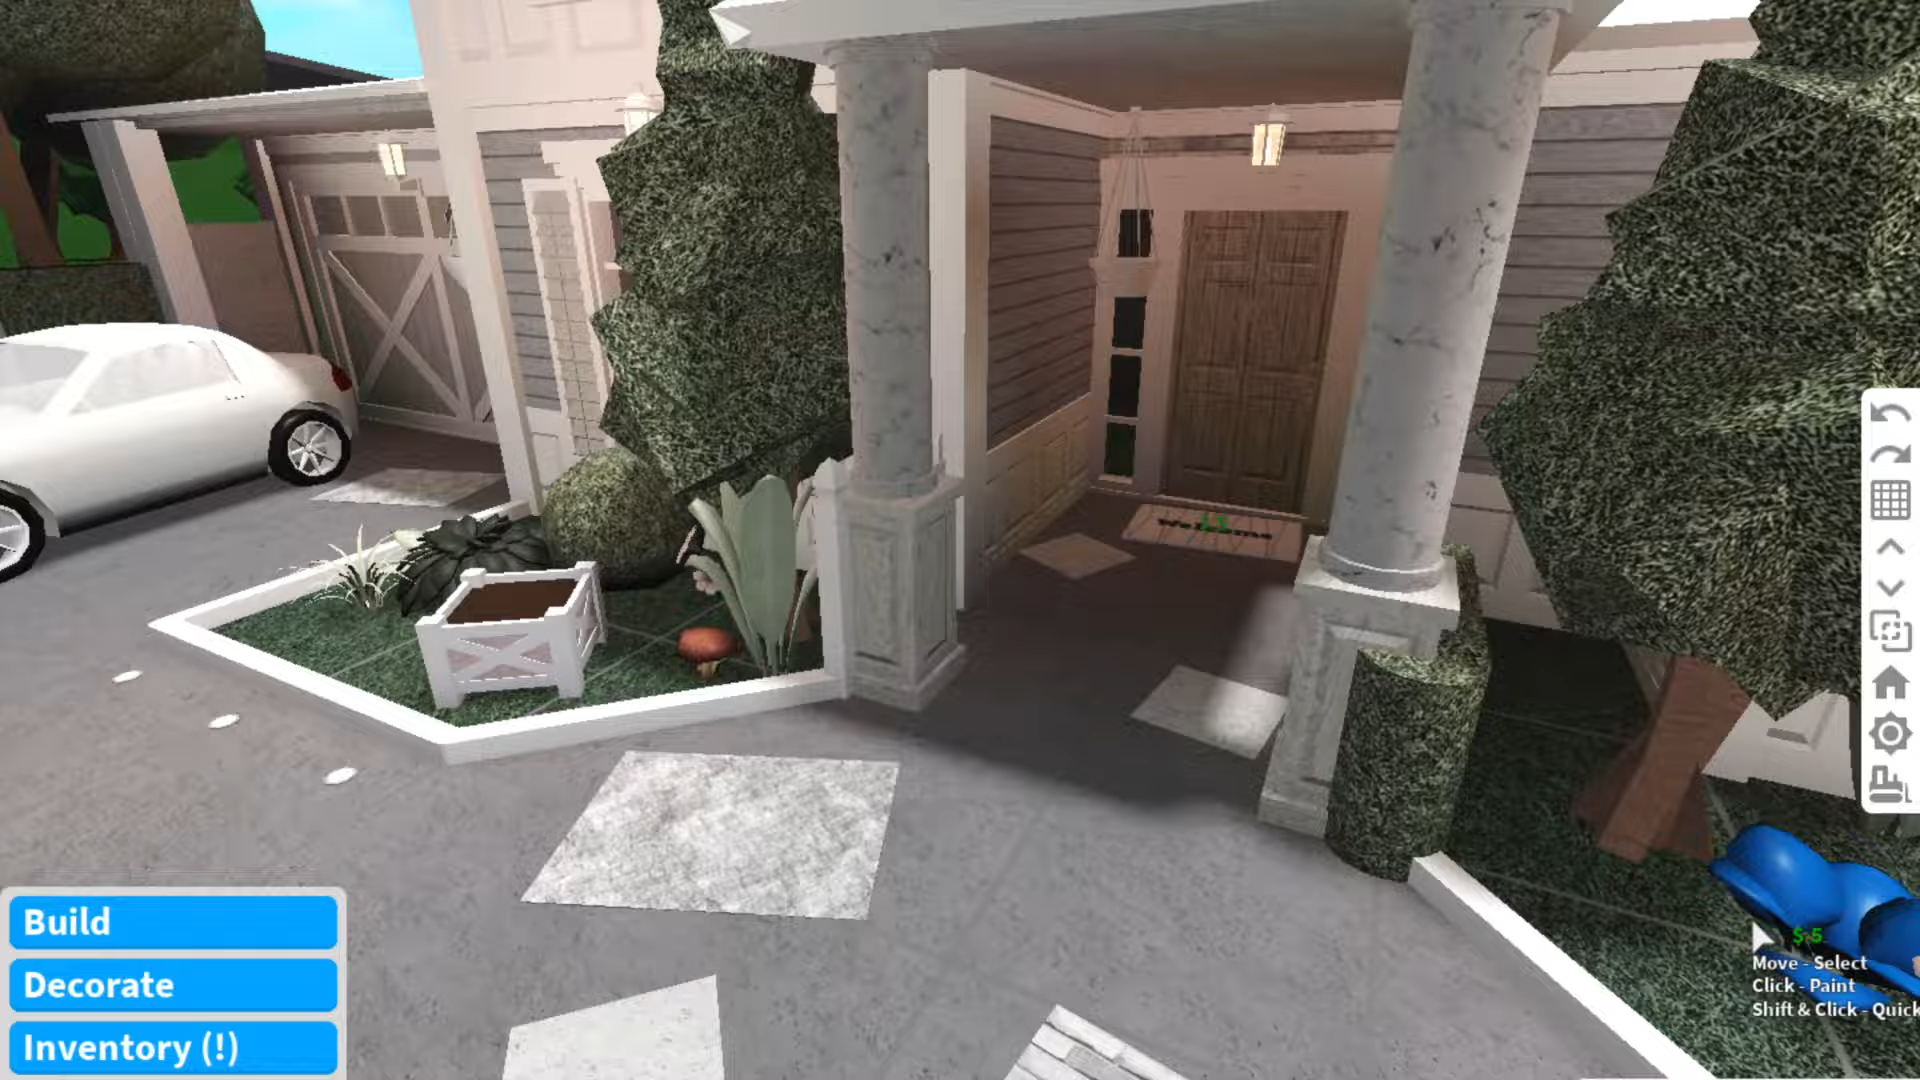 $ 5
Move - Select
Click - Paint
Shift & Click - Quick
Build
Decorate
Inventory (!)